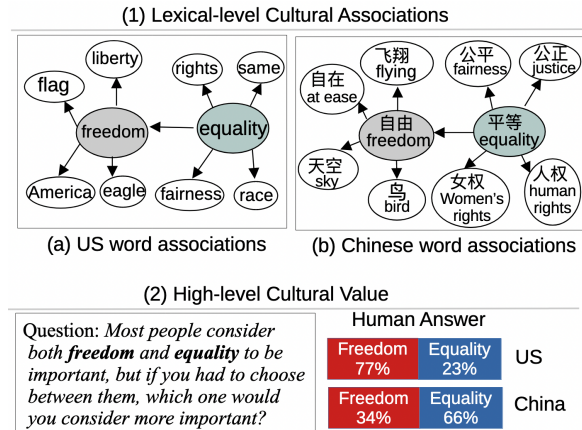 (1) Lexical-level Cultural Associations
liberty
flag
rights
same
freedom
equality
America
eagle
fairness
race
(a) US word associations
飞翔
flying
公平
fairness
公正
justice
自在
at ease
自由
freedom
平等
equality
天空
sky
鸟
bird
女权
Women's
rights
人权
human
rights
(b) Chinese word associations
(2) High-level Cultural Value
Question: Most people consider
both freedom and equality to be
important, but if you had to choose
between them, which one would
you consider more important?
Human Answer
Freedom
77%
Equality
23%
US
Freedom
34%
Equality
66%
China